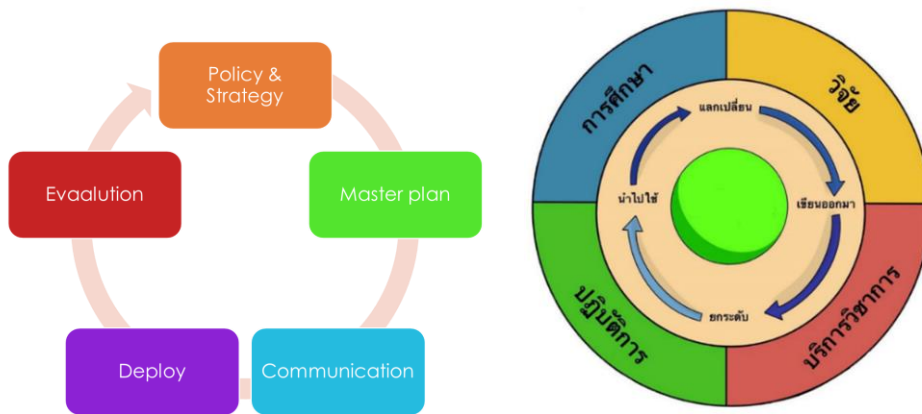 Policy &
Strategy
Master plan
Communication
Deploy
Evaalution
การศึกษา
วิจัย
บริการวิชาการ
ปฏิบัติการ
แลกเปลี่ยน
เขียนออกมา
ยกระดับ
นำไปใช้